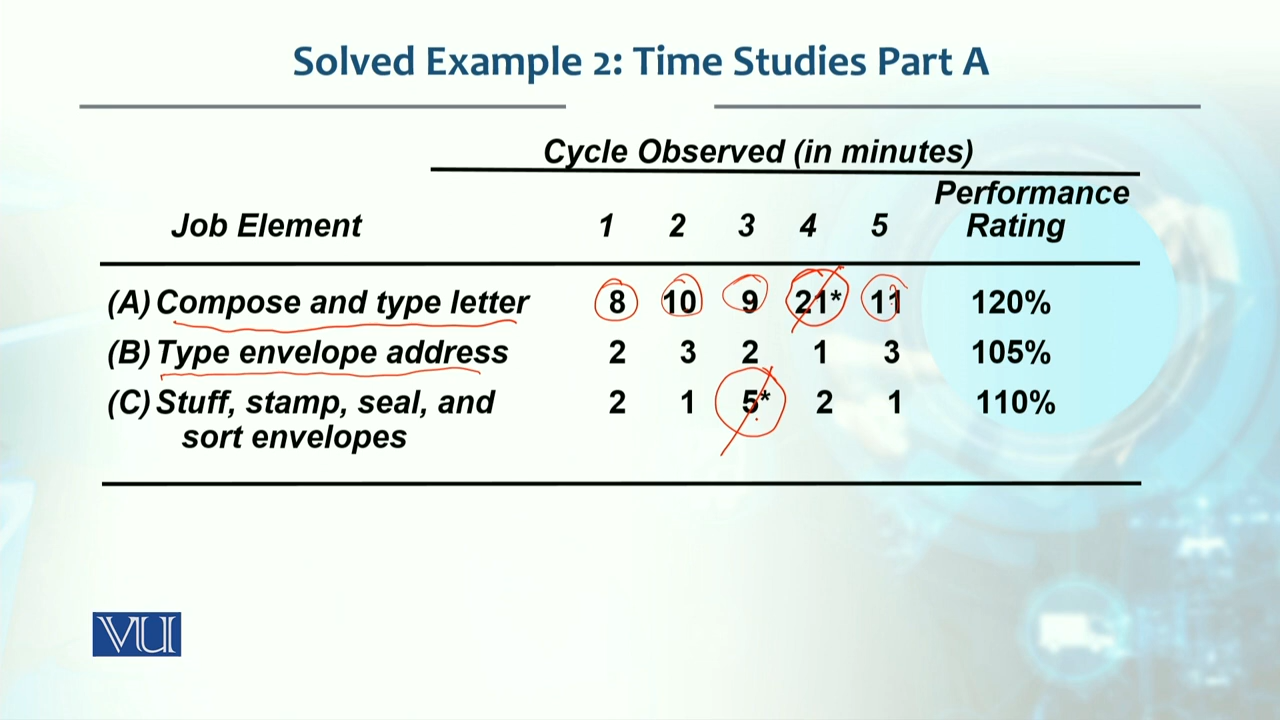 Solved Example 2: Time Studies Part A
Cycle Observed (in minutes)
Performance
Job Element 1 2 3 4 5 Rating
(A) Compose and type letter 8 10 9 21* 11 120%
(B) Type envelope address 2 3 2 1 3 105%
(C) Stuff, stamp, seal, and 2 1 5* 2 1 110%
sort envelopes
VU